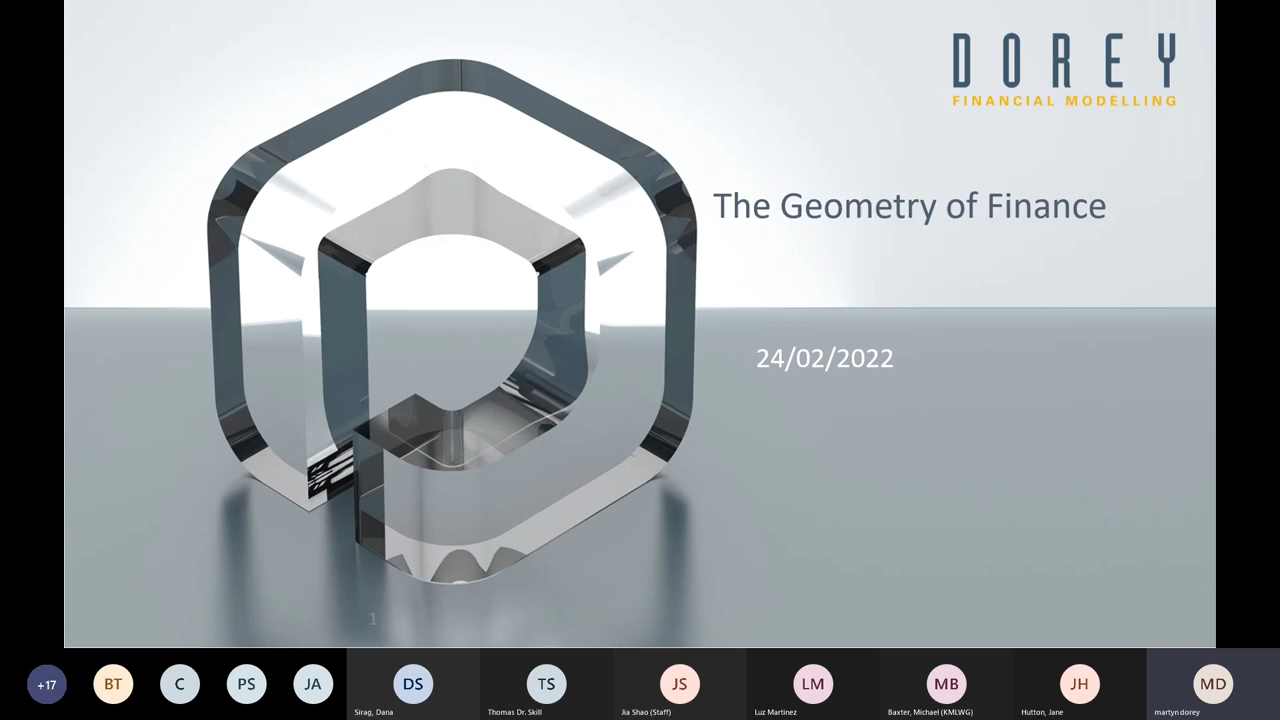 DOREY
FINANCIAL MODELLING
The Geometry of Finance
24/02/2022
1
+17
BT
C
PS
JA
DS
TS
JS
LM
MB
JH
MD
Sirag, Dana
Thomas Dr. Skill
Jia Shao (Staff)
Luz Martinez
Baxter, Michael (KMLWG)
Hutton, Jane
martyn.dorey